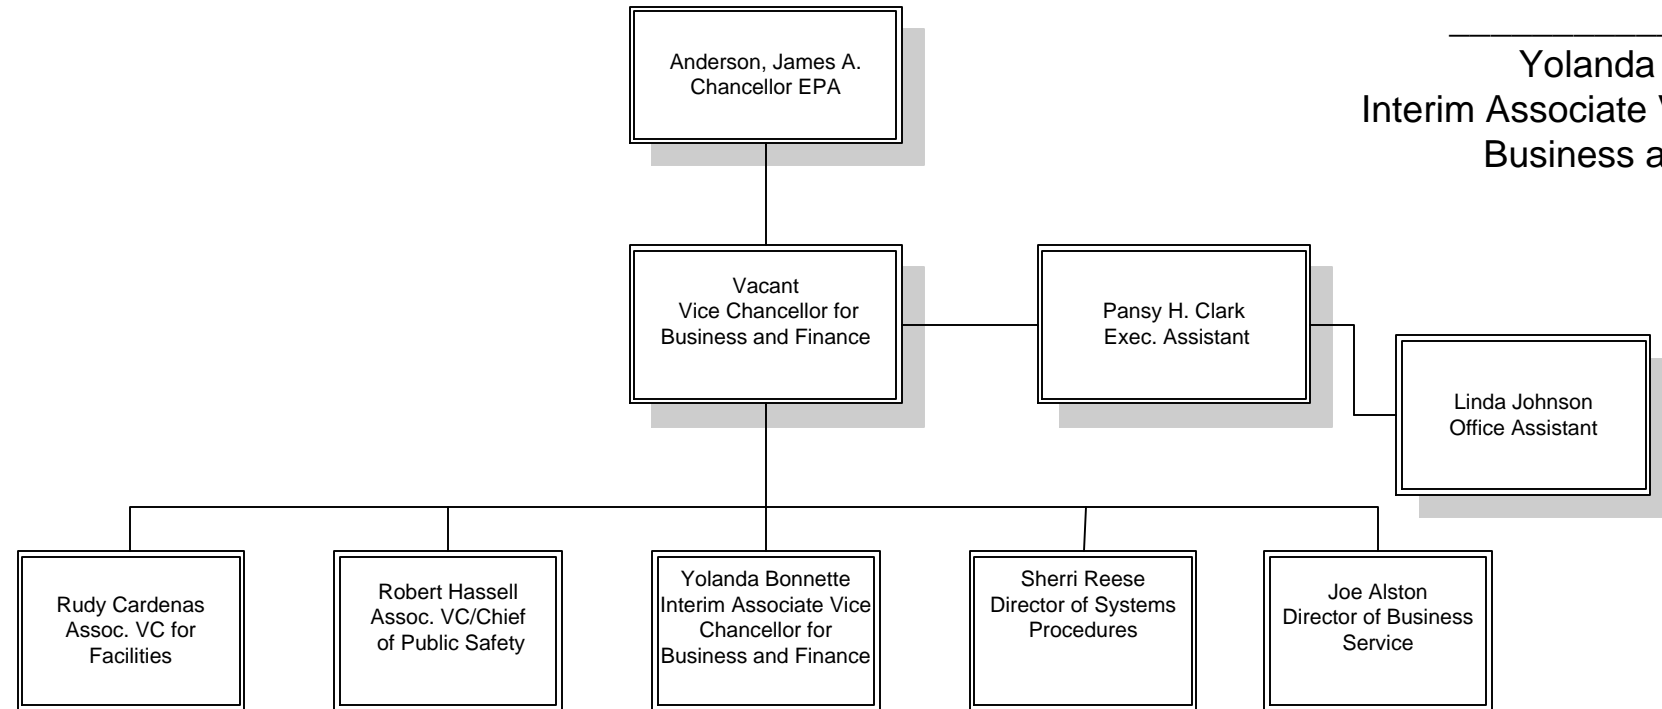 Anderson, James A.
Chancellor EPA
Yolanda
Interim Associate
Business
Vacant
Vice Chancellor for
Business and Finance
Pansy H. Clark
Exec. Assistant
Linda Johnson
Office Assistant
Rudy Cardenas
Assoc. VC for
Facilities
Robert Hassell
Assoc. VC/Chief
of Public Safety
Yolanda Bonnette
Interim Associate Vice
Chancellor for
Business and Finance
Sherri Reese
Director of Systems
Procedures
Joe Alston
Director of Business
Service